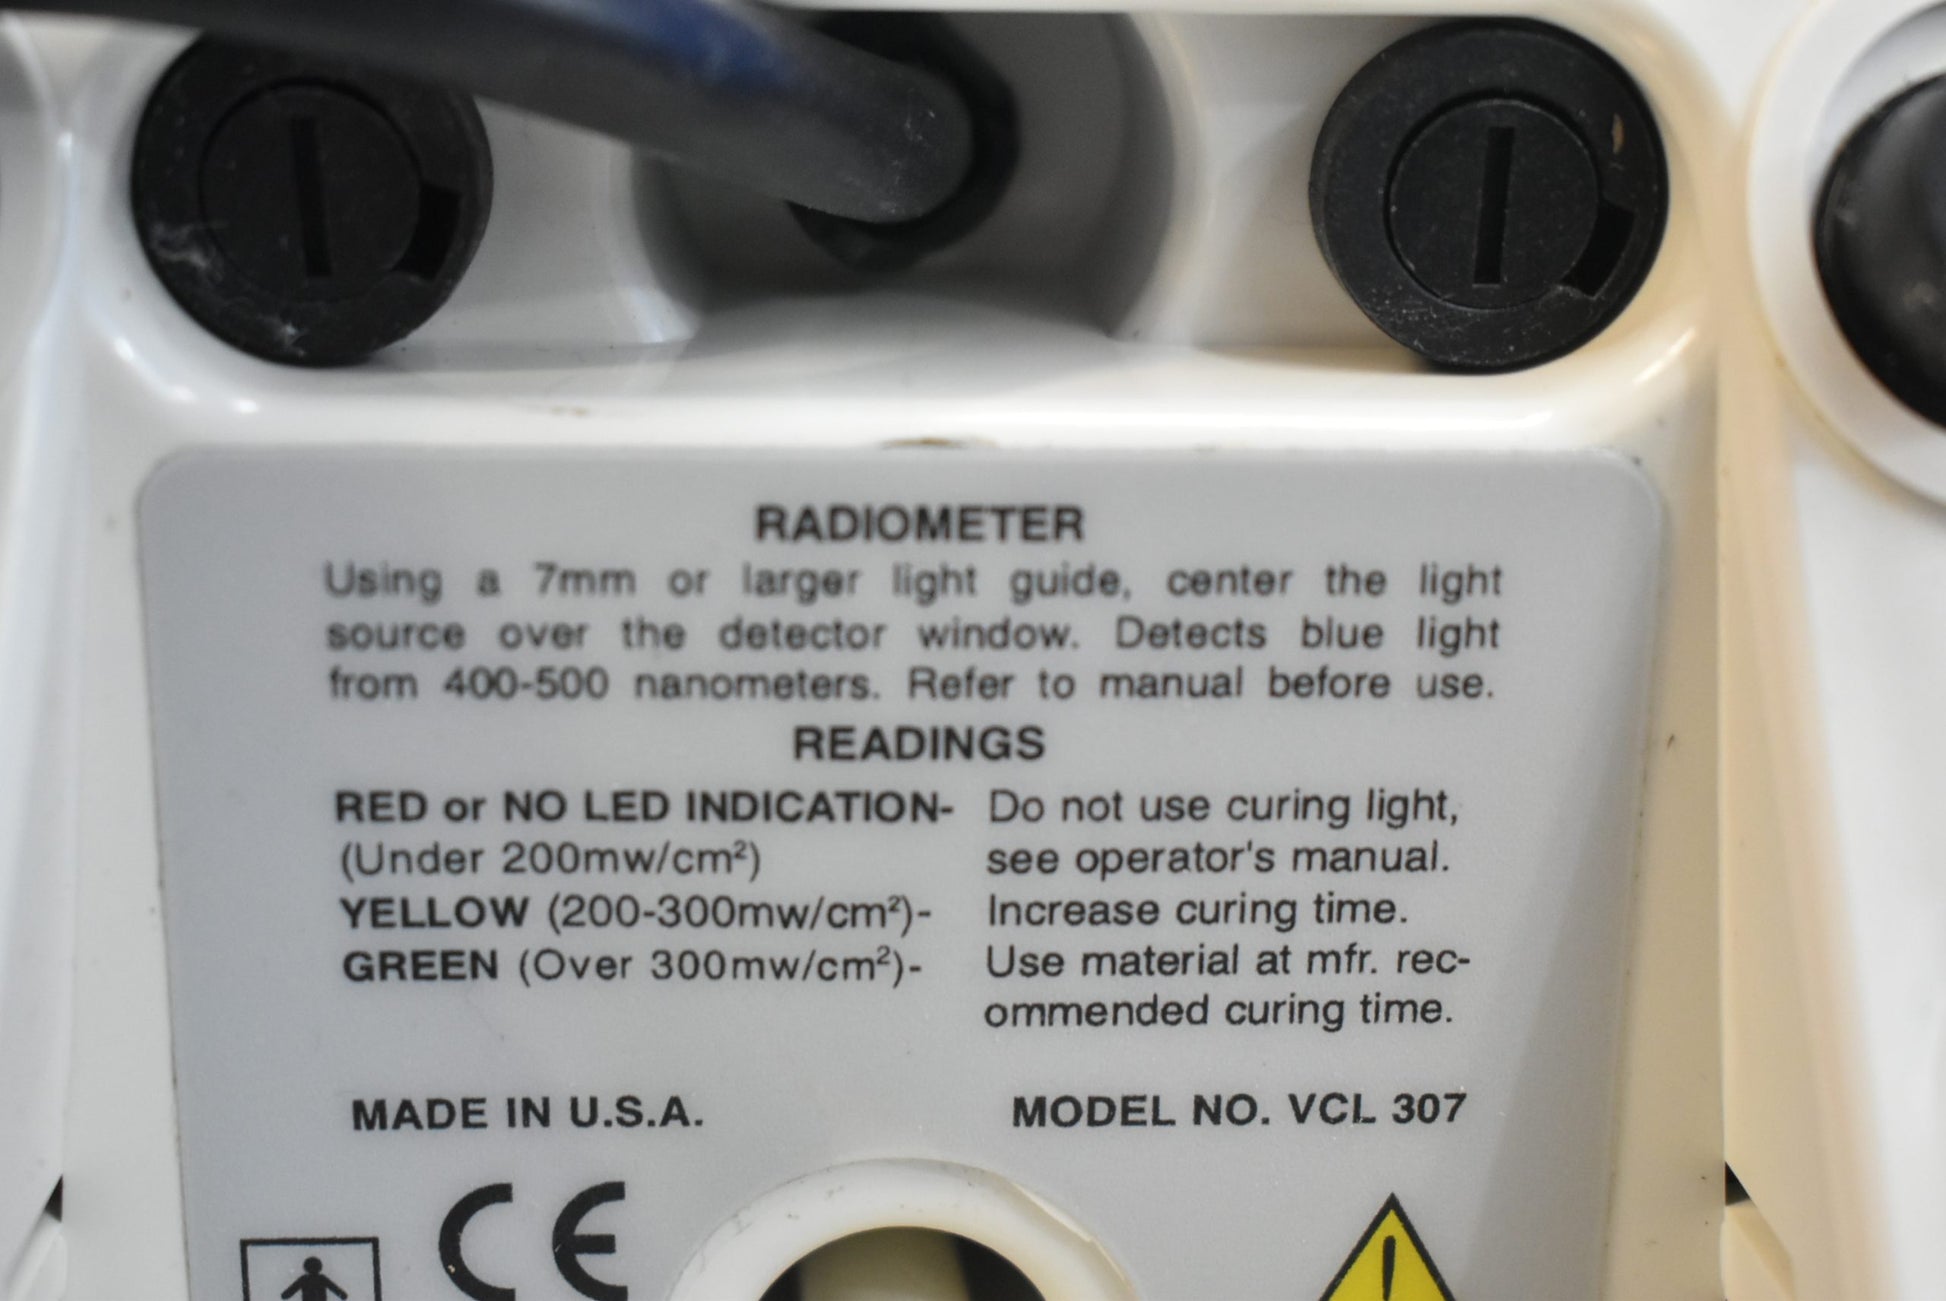 RADIOMETER
Using a 7mm or larger light guide, center the light
source over the detector window. Detects blue light
from 400-500 nanometers. Refer to manual before use.
READINGS
RED or NO LED INDICATION- Do not use curing light,
(Under 200mw/cm²) see operator's manual.
YELLOW (200-300mw/cm²)- Increase curing time.
GREEN (Over 300mw/cm²)- Use material at mfr. rec-
ommended curing time.
MADE IN U.S.A. MODEL NO. VCL 307
CE